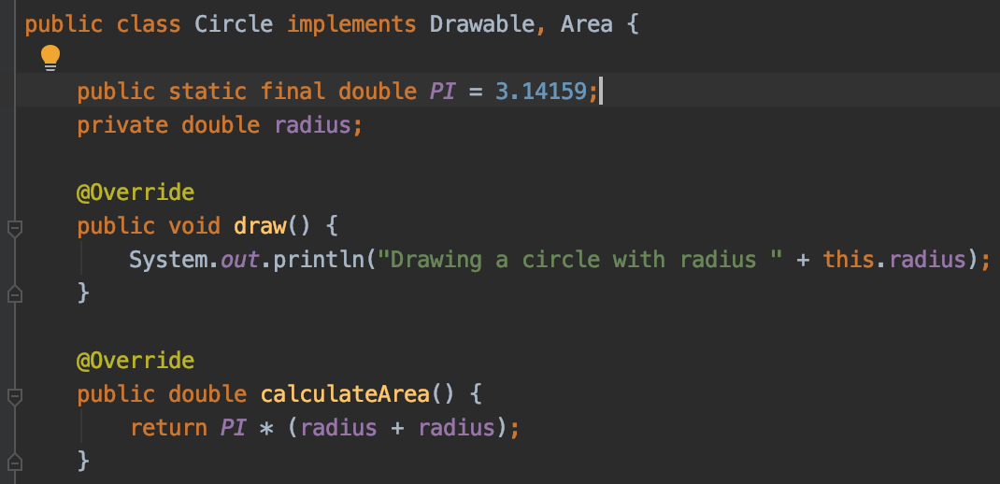 public class Circle implements Drawable, Area {
public static final double PI = 3.14159;
private double radius;
@Override
public void draw() {
System.out.println("Drawing a circle with radius " + this.radius);
}
@Override
public double calculateArea() {
return PI * (radius + radius);
}